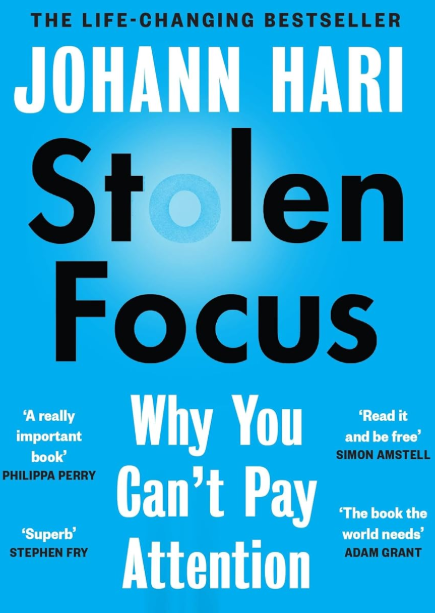 THE LIFE-CHANGING BESTSELLER
JOHANN HARI
Stolen
Focus
Why You
Can't Pay
Attention
‘A really
important
book’
PHILIPPA PERRY
‘Superb’
STEPHEN FRY
‘Read it
and be free’
SIMON AMSTELL
‘The book the
world needs’
ADAM GRANT